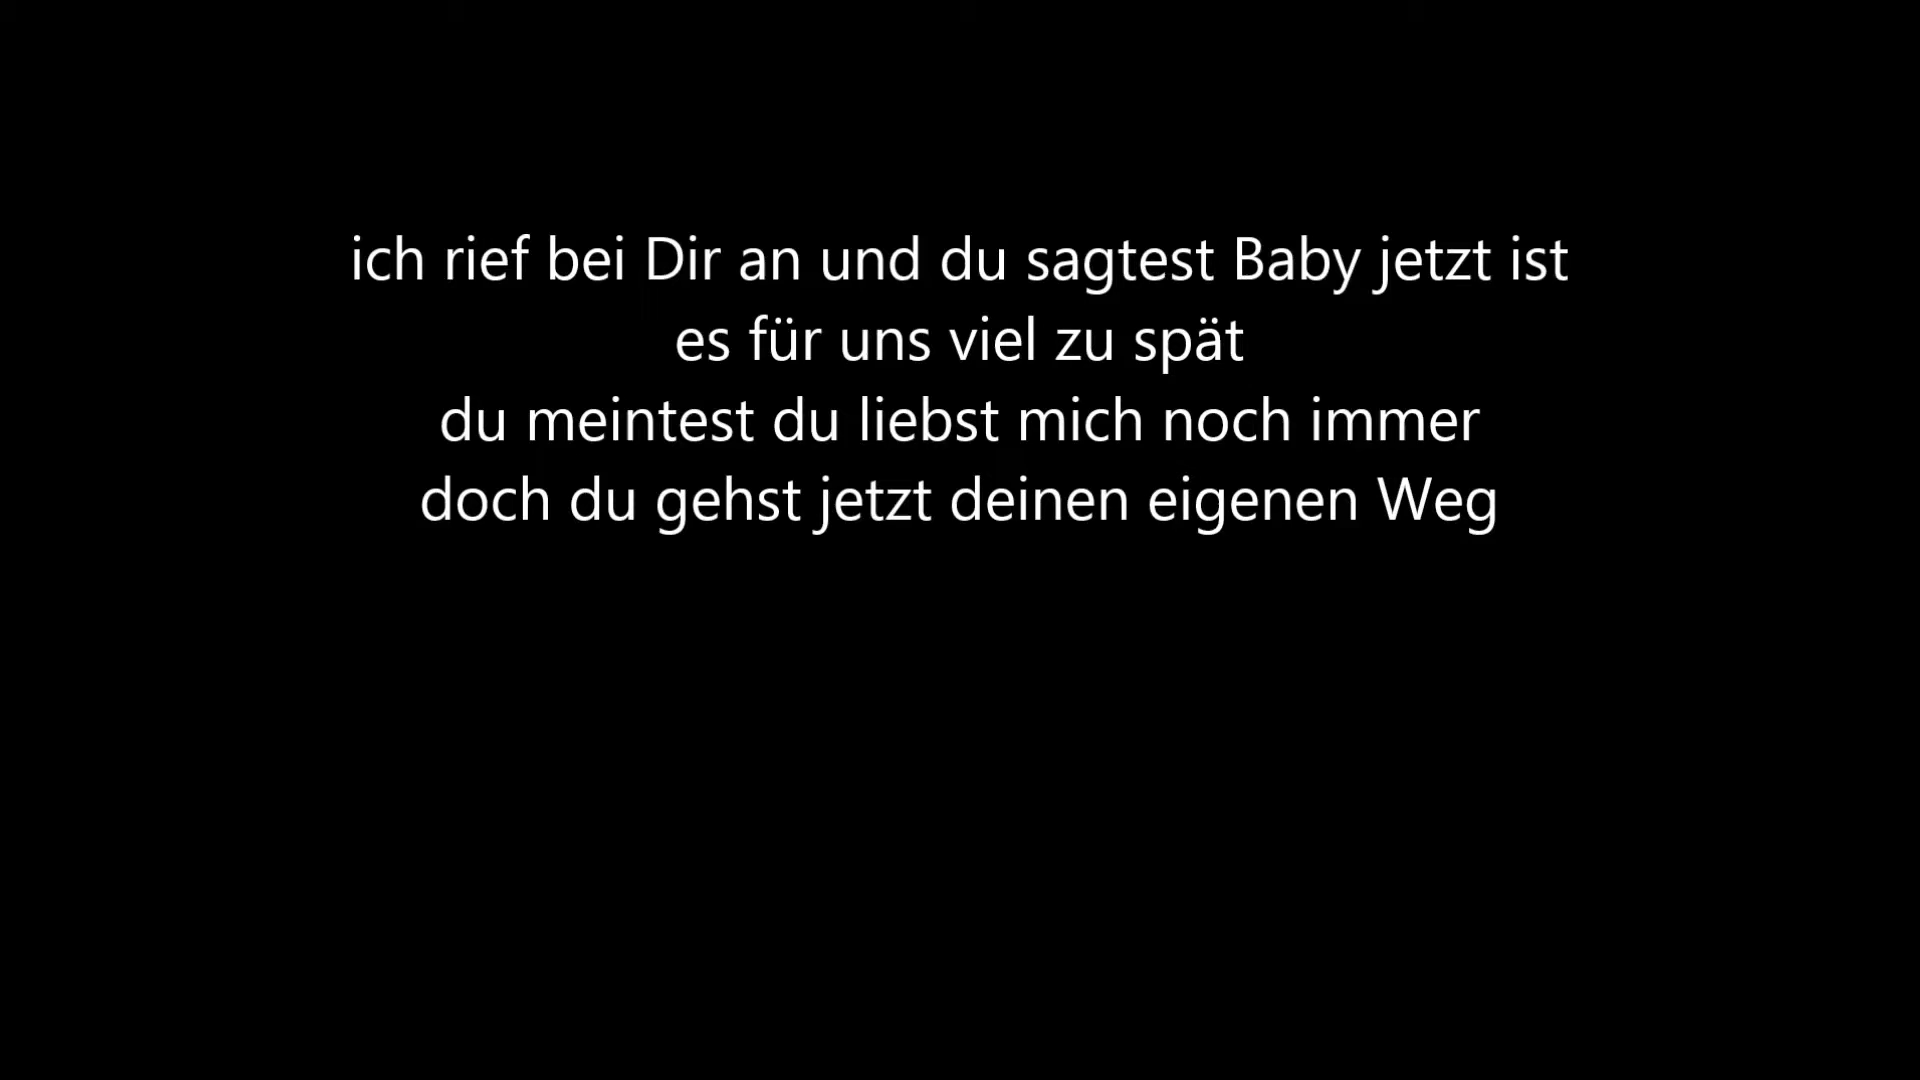 ich rief bei Dir an und du sagtest Baby jetzt ist
es für uns viel zu spät
du meintest du liebst mich noch immer
doch du gehst jetzt deinen eigenen Weg